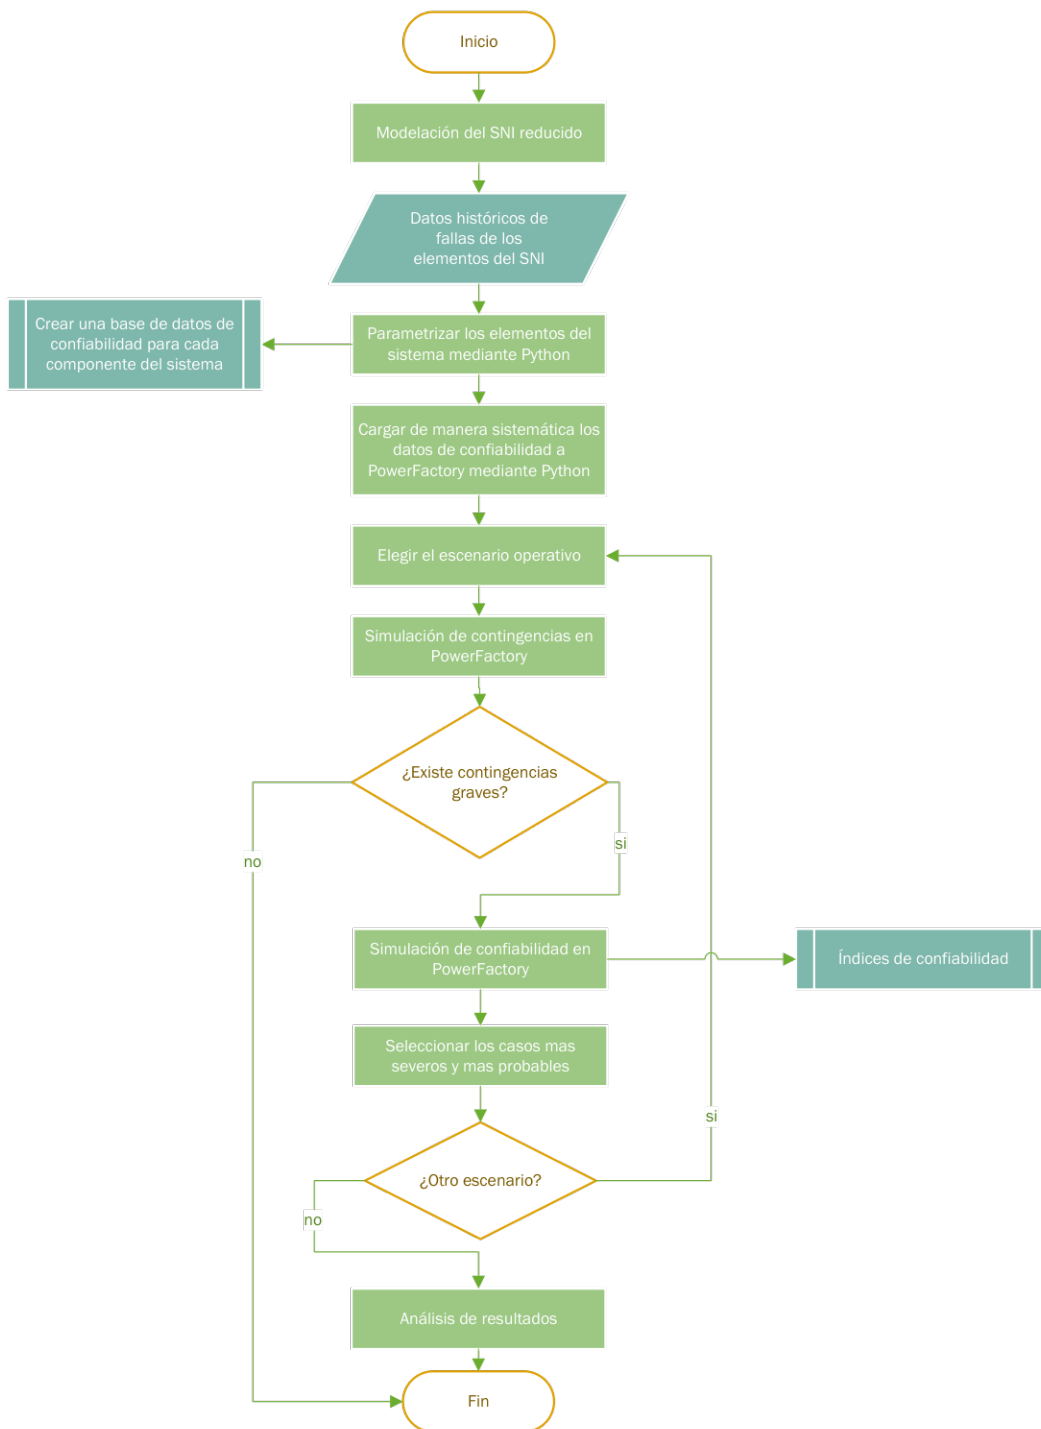 Inicio
Modelación del SNI reducido
Datos históricos de
fallas de los
elementos del SNI
Crear una base de datos de
confiabilidad para cada
componente del sistema
Parametrizar los elementos del
sistema mediante Python
Cargar de manera sistemática los
datos de confiabilidad a
PowerFactory mediante Python
Elegir el escenario operativo
Simulación de contingencias en
PowerFactory
¿Existe contingencias
graves?
si
no
Simulación de confiabilidad en
PowerFactory
Índices de confiabilidad
Seleccionar los casos mas
severos y mas probables
si
¿Otro escenario?
no
Análisis de resultados
Fin